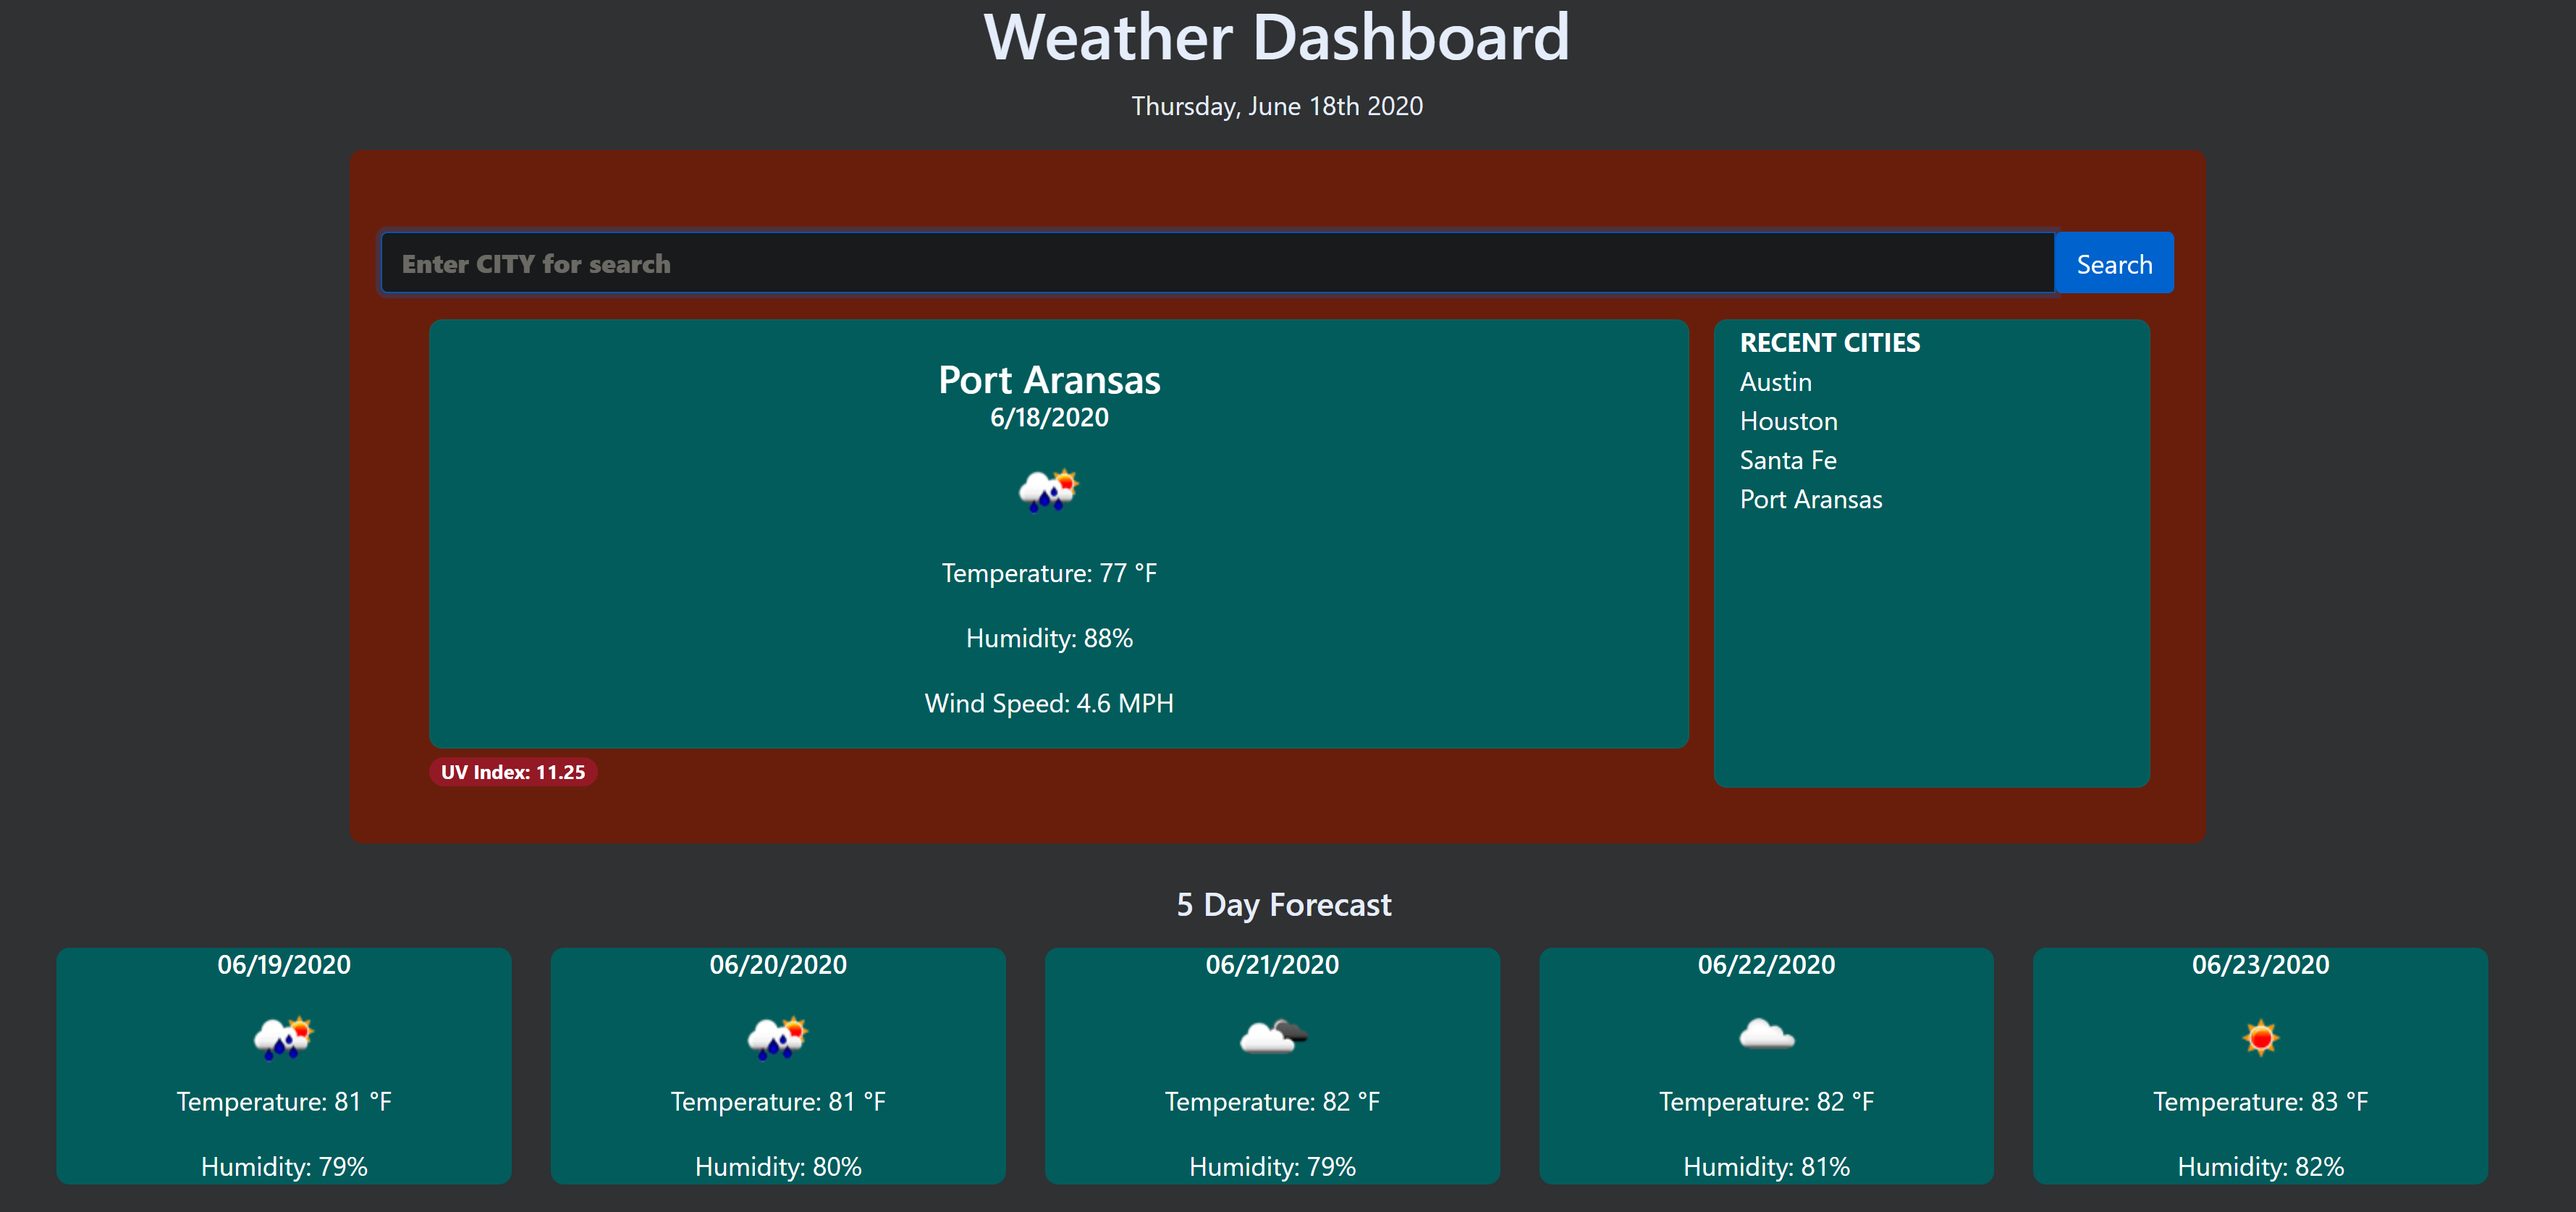 Weather Dashboard
Thursday, June 18th 2020
Enter CITY for search
Search
Port Aransas
6/18/2020
Temperature: 77 °F
Humidity: 88%
Wind Speed: 4.6 MPH
UV Index: 11.25
RECENT CITIES
Austin
Houston
Santa Fe
Port Aransas
5 Day Forecast
06/19/2020
Temperature: 81 °F
Humidity: 79%
06/20/2020
Temperature: 81 °F
Humidity: 80%
06/21/2020
Temperature: 82 °F
Humidity: 79%
06/22/2020
Temperature: 82 °F
Humidity: 81%
06/23/2020
Temperature: 83 °F
Humidity: 82%